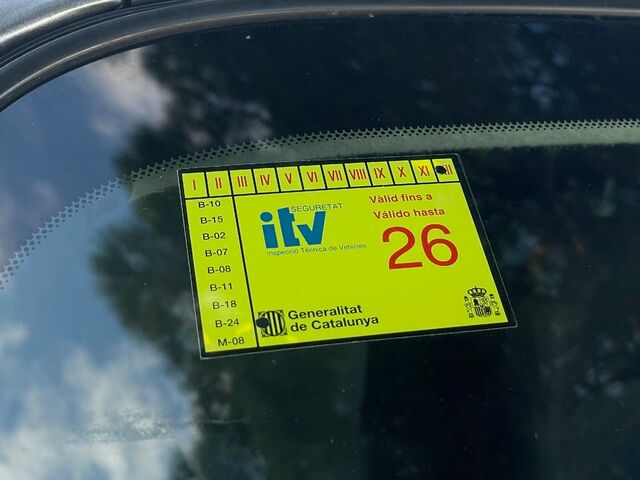 I II III IV V VI VII VIII IX X XI
B-10
B-15
B-02
B-07
B-08
B-11
B-18
B-24
M-08
SEGURETAT
itv
Inspecció Tècnica de Vehicles
Vàlid fins a
Válido hasta
26
Generalitat
de Catalunya